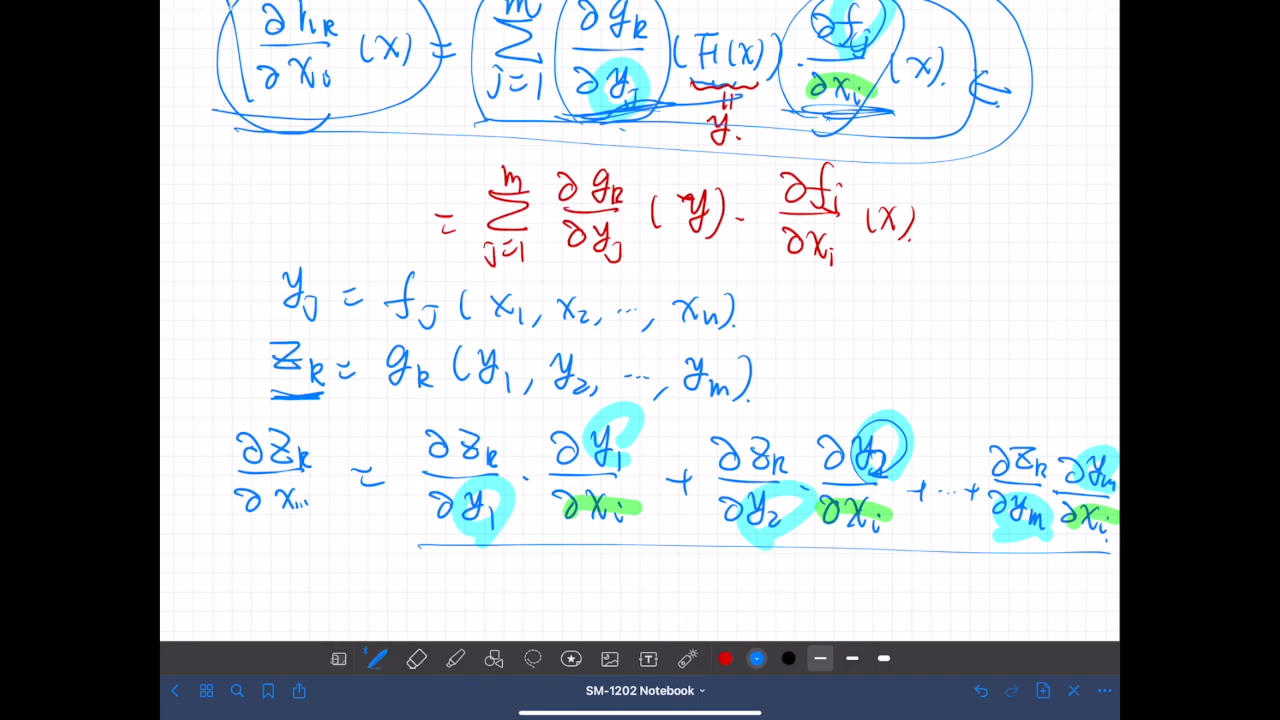 ∂h_k/∂x_i (x) = Σ_{j=1}^{m} ∂g_k/∂y_j (F(x)) · ∂f_j/∂x_i (x).
‖
y.
= Σ_{j=1}^{m} ∂g_k/∂y_j (y) · ∂f_j/∂x_i (x).
y_j = f_j (x_1, x_2, ..., x_n).
z_k = g_k (y_1, y_2, ..., y_m).
∂z_k/∂x... = ∂z_k/∂y_1 · ∂y_1/∂x_i + ∂z_k/∂y_2 · ∂y_2/∂x_i + ... + ∂z_k/∂y_m · ∂y_m/∂x_i
SM-1202 Notebook